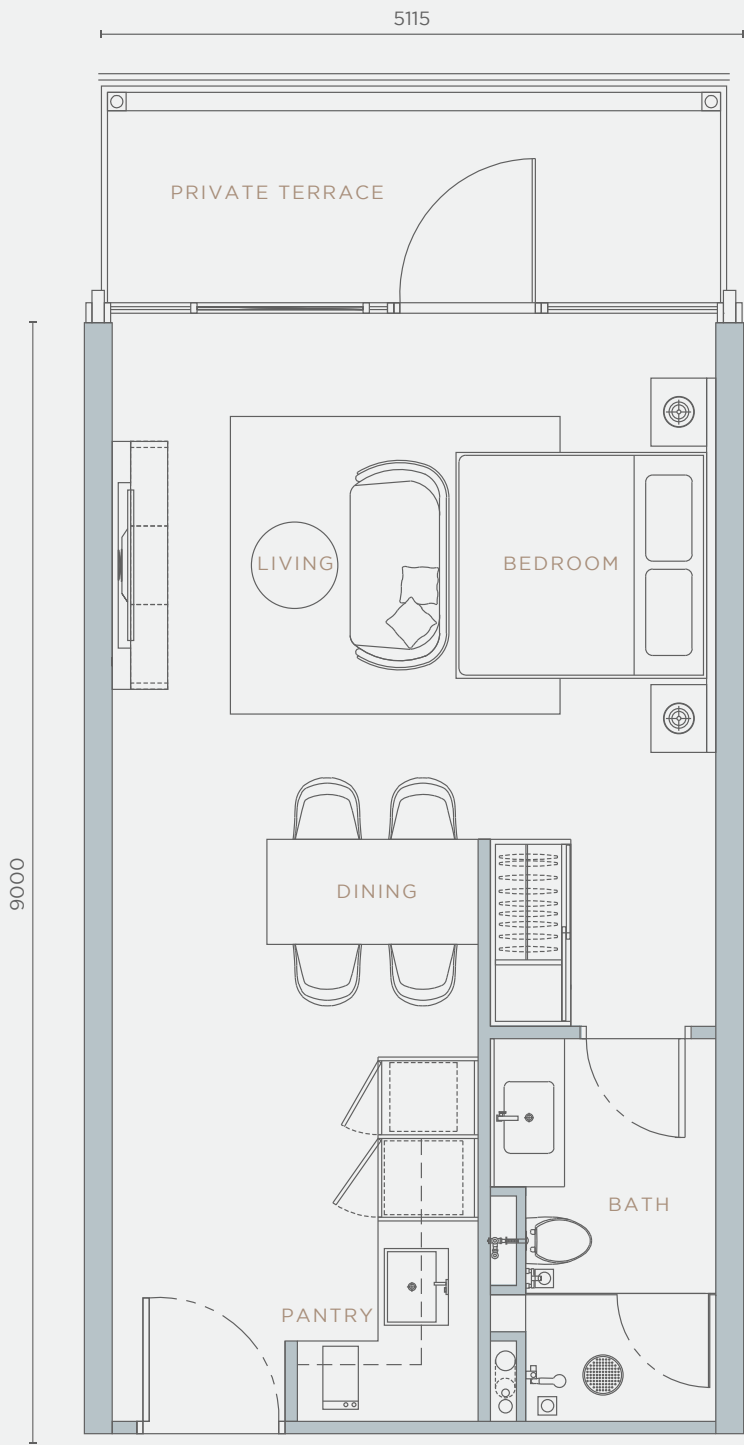 5115
PRIVATE TERRACE
LIVING
BEDROOM
9000
DINING
BATH
PANTRY